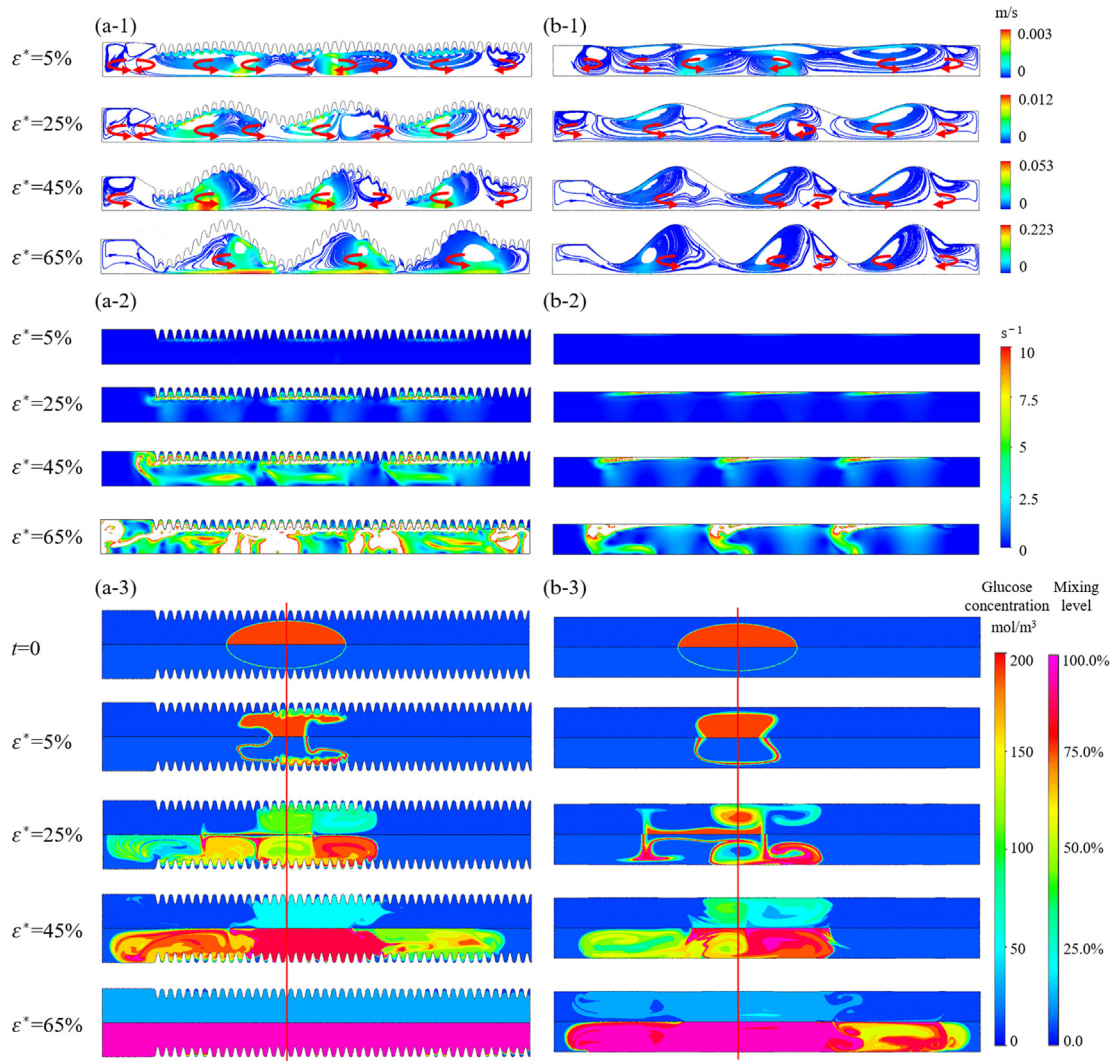 (a-1)
(b-1)
m/s
ε*=5%
0.003
0
ε*=25%
0.012
0
ε*=45%
0.053
0
ε*=65%
0.223
0
(a-2)
(b-2)
ε*=5%
s⁻¹
10
ε*=25%
7.5
5
ε*=45%
2.5
ε*=65%
0
(a-3)
(b-3)
Glucose
concentration
mol/m³
Mixing
level
t=0
200
100.0%
ε*=5%
150
75.0%
ε*=25%
100
50.0%
ε*=45%
50
25.0%
ε*=65%
0
0.0